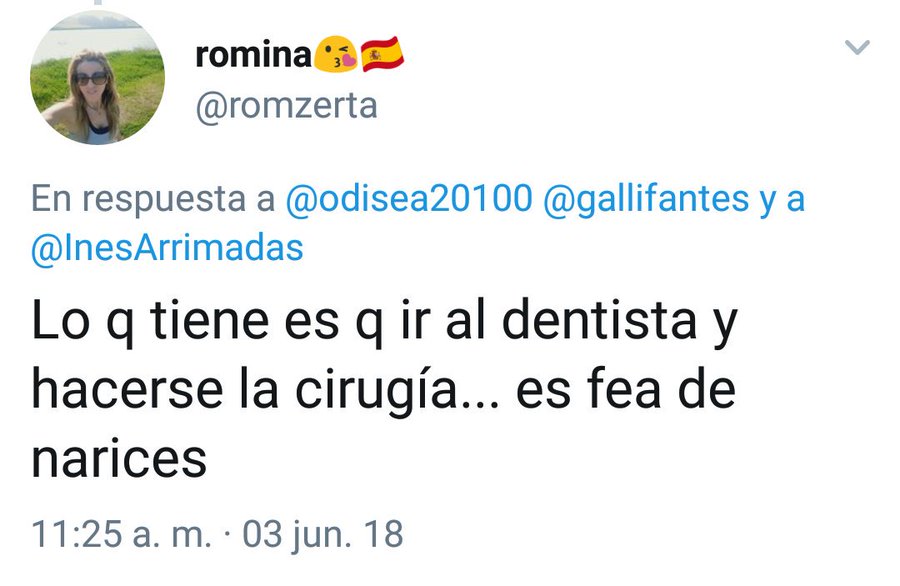 romina😘🇪🇸
@romzerta
En respuesta a @odisea20100 @gallifantes y a
@InesArrimadas
Lo q tiene es q ir al dentista y
hacerse la cirugía... es fea de
narices
11:25 a. m. · 03 jun. 18